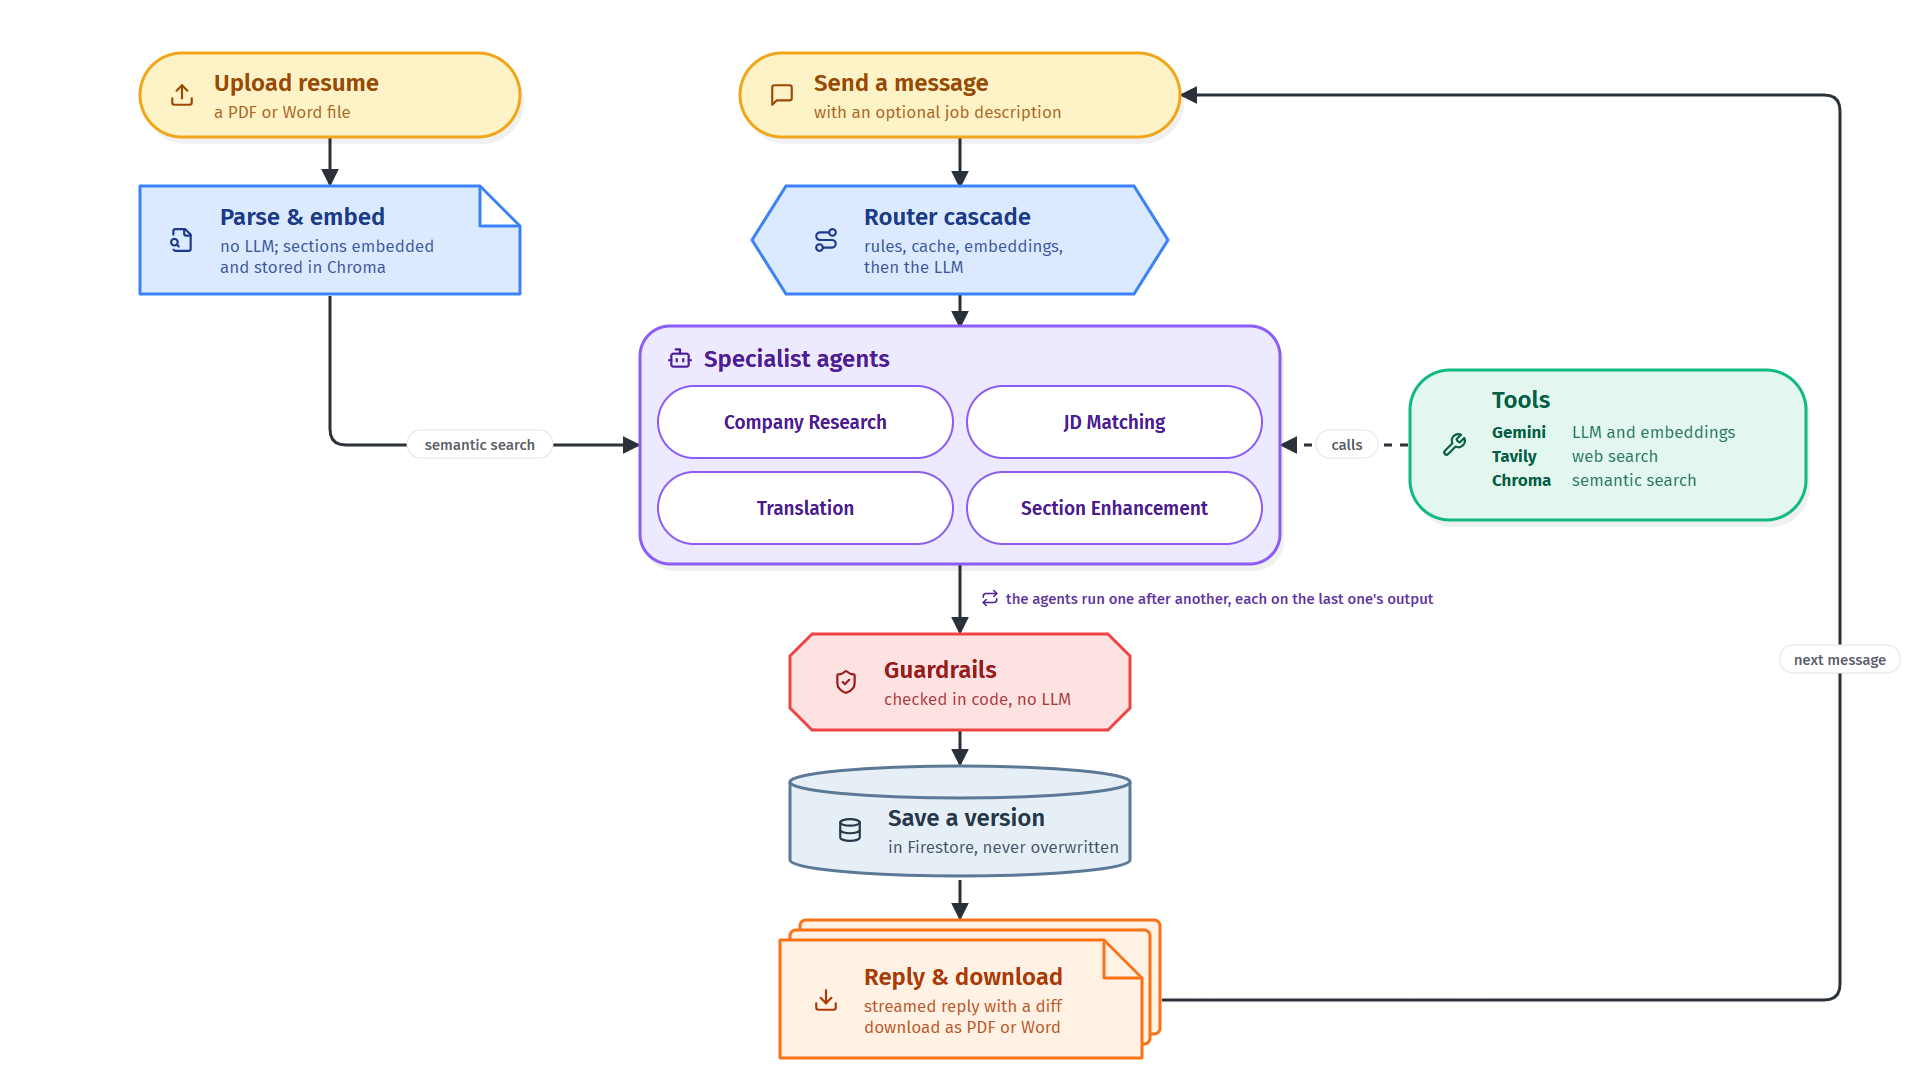 Upload resume
a PDF or Word file
Send a message
with an optional job description
Parse & embed
no LLM; sections embedded
and stored in Chroma
Router cascade
rules, cache, embeddings,
then the LLM
Specialist agents
Company Research
JD Matching
Translation
Section Enhancement
semantic search
calls
Tools
Gemini LLM and embeddings
Tavily web search
Chroma semantic search
the agents run one after another, each on the last one's output
Guardrails
checked in code, no LLM
next message
Save a version
in Firestore, never overwritten
Reply & download
streamed reply with a diff
download as PDF or Word